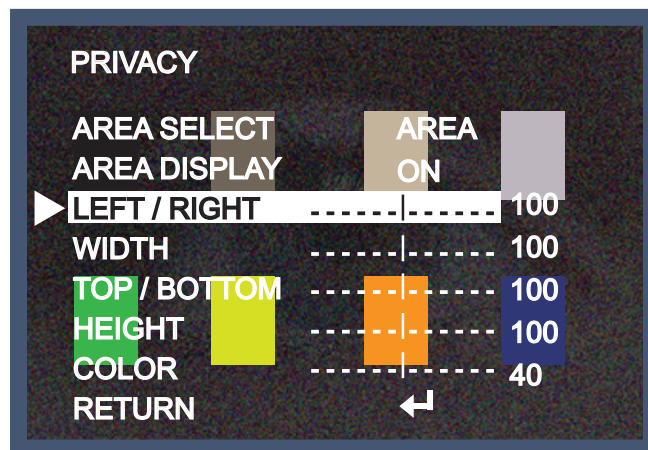 PRIVACY
AREA SELECT AREA
AREA DISPLAY ON
LEFT / RIGHT ------|------ 100
WIDTH ------|------ 100
TOP / BOTTOM ------|------ 100
HEIGHT ------|------ 100
COLOR ------|------ 40
RETURN ↵